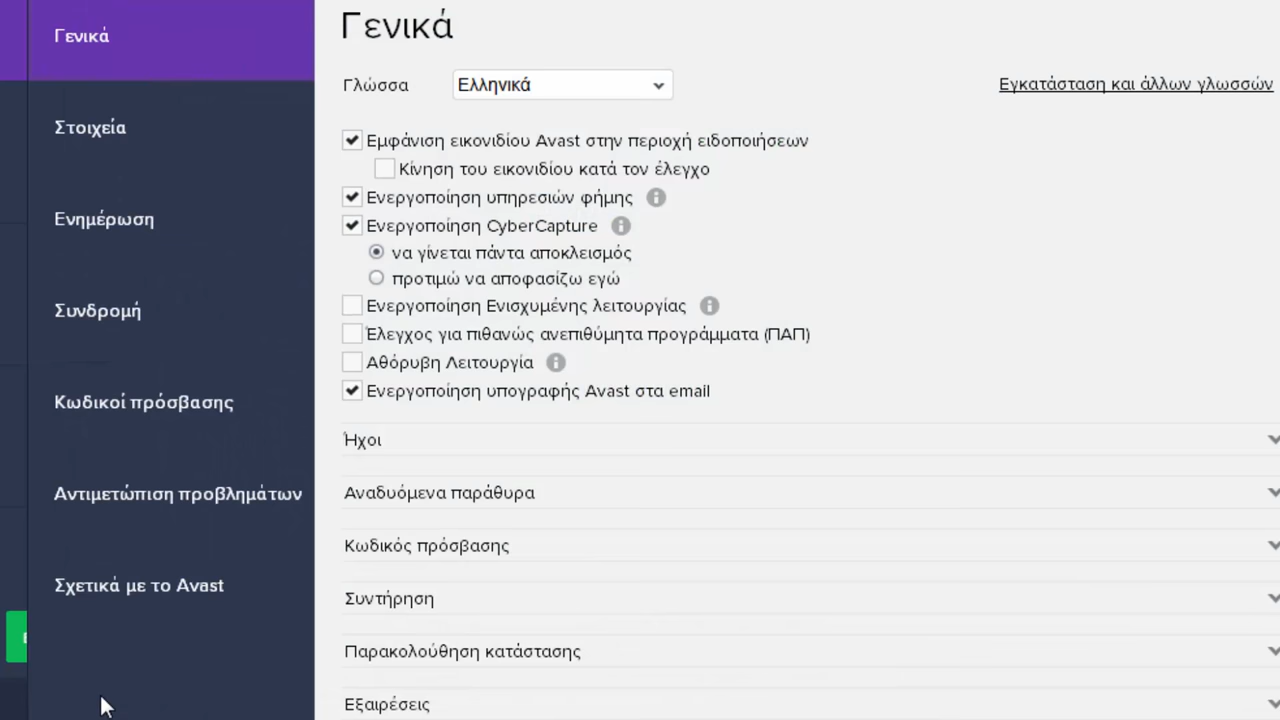 Γενικά
Στοιχεία
Ενημέρωση
Συνδρομή
Κωδικοί πρόσβασης
Αντιμετώπιση προβλημάτων
Σχετικά με το Avast
Γενικά
Γλώσσα Ελληνικά Εγκατάσταση και άλλων γλωσσών
Εμφάνιση εικονιδίου Avast στην περιοχή ειδοποιήσεων
Κίνηση του εικονιδίου κατά τον έλεγχο
Ενεργοποίηση υπηρεσιών φήμης
Ενεργοποίηση CyberCapture
να γίνεται πάντα αποκλεισμός
προτιμώ να αποφασίζω εγώ
Ενεργοποίηση Ενισχυμένης λειτουργίας
Έλεγχος για πιθανώς ανεπιθύμητα προγράμματα (ΠΑΠ)
Αθόρυβη Λειτουργία
Ενεργοποίηση υπογραφής Avast στα email
Ήχοι
Αναδυόμενα παράθυρα
Κωδικός πρόσβασης
Συντήρηση
Παρακολούθηση κατάστασης
Εξαιρέσεις